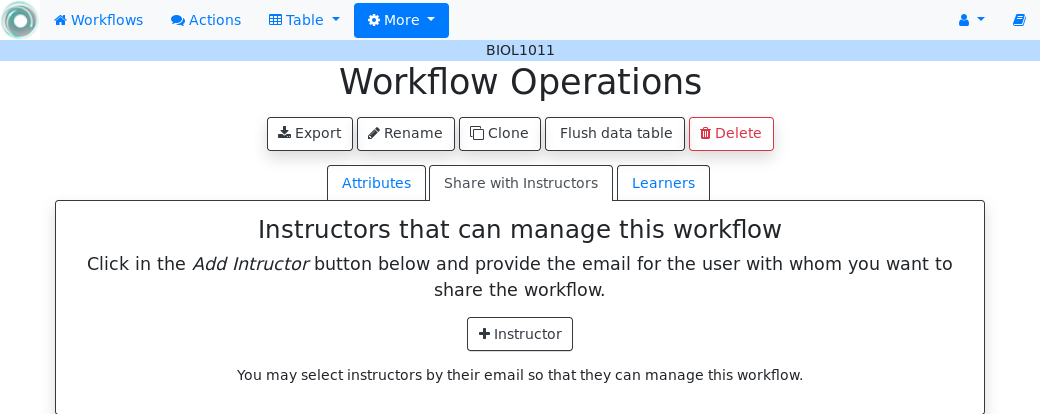 Workflows Actions Table More
BIOL1011
Workflow Operations
Export Rename Clone Flush data table Delete
Attributes Share with Instructors Learners
Instructors that can manage this workflow
Click in the Add Intructor button below and provide the email for the user with whom you want to
share the workflow.
Instructor
You may select instructors by their email so that they can manage this workflow.